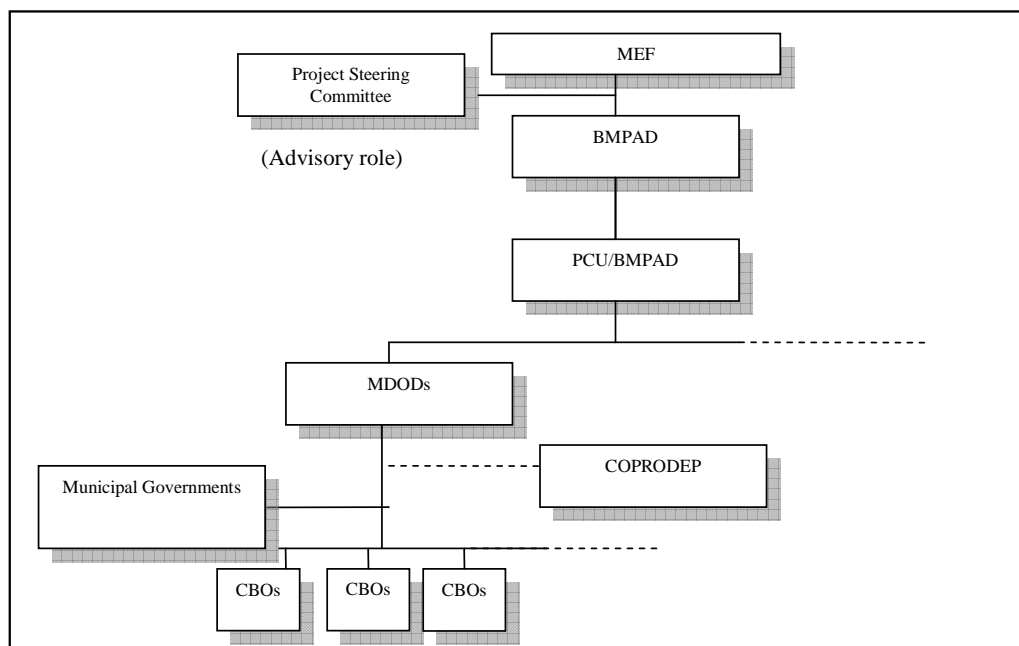 MEF
Project Steering
Committee
BMPAD
(Advisory role)
PCU/BMPAD
MDODs
COPRODEP
Municipal Governments
CBOs
CBOs
CBOs